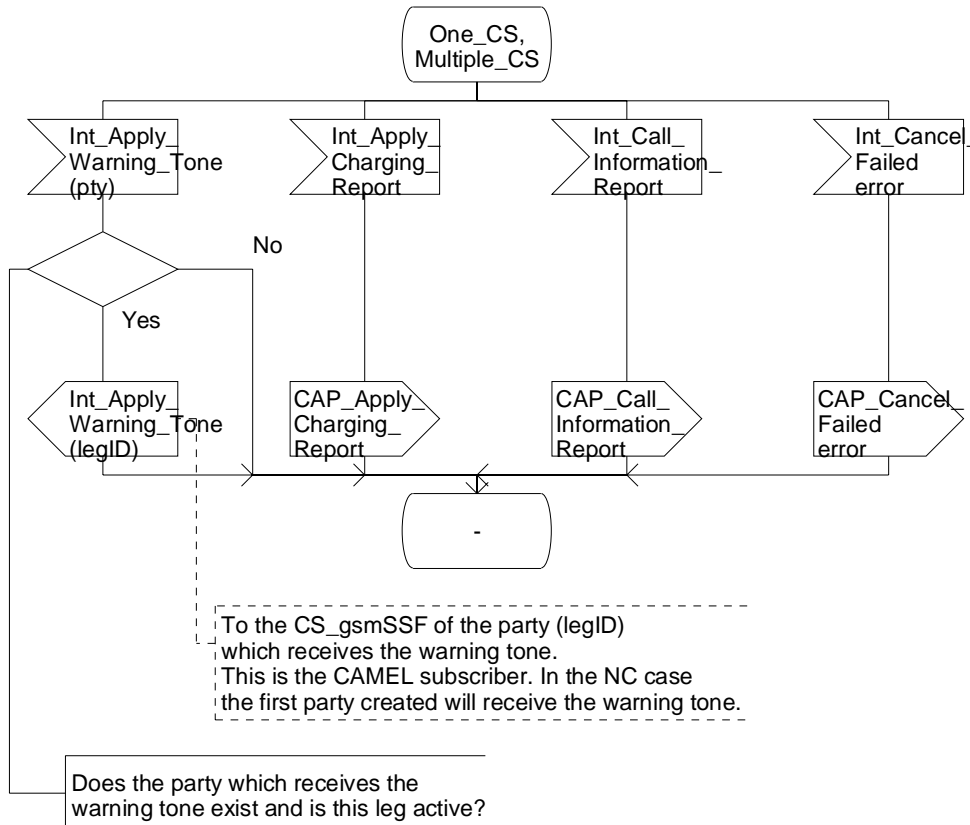 One_CS,
Multiple_CS
Int_Apply_
Warning_Tone
(pty)
Int_Apply_
Charging_
Report
Int_Call_
Information_
Report
Int_Cancel_
Failed
error
No
Yes
Int_Apply_
Warning_Tone
(legID)
CAP_Apply_
Charging_
Report
CAP_Call_
Information_
Report
CAP_Cancel_
Failed
error
-
To the CS_gsmSSF of the party (legID)
which receives the warning tone.
This is the CAMEL subscriber. In the NC case
the first party created will receive the warning tone.
Does the party which receives the
warning tone exist and is this leg active?